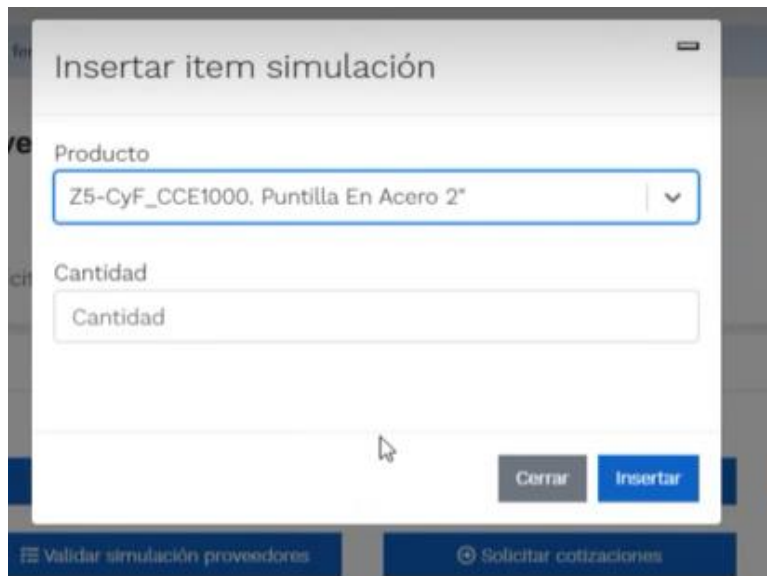 Insertar item simulación
Producto
Z5-CyF_CCE1000. Puntilla En Acero 2"
Cantidad
Cantidad
Cerrar
Insertar
Validar simulación proveedores
Solicitar cotizaciones